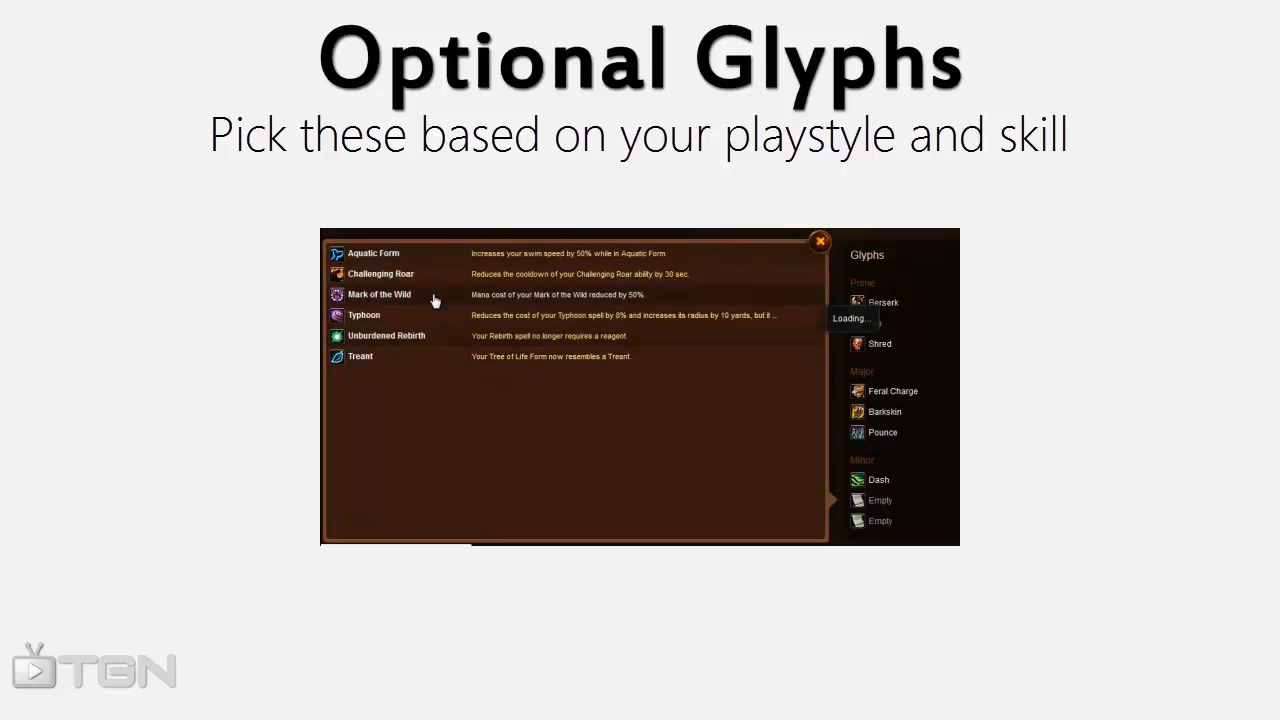 Optional Glyphs
Pick these based on your playstyle and skill
Aquatic Form Increases your swim speed by 50% while in Aquatic Form.
Challenging Roar Reduces the cooldown of your Challenging Roar ability by 30 sec.
Mark of the Wild Mana cost of your Mark of the Wild reduced by 50%.
Typhoon Reduces the cost of your Typhoon spell by 8% and increases its radius by 10 yards, but it ...
Unburdened Rebirth Your Rebirth spell no longer requires a reagent.
Treant Your Tree of Life Form now resembles a Treant.
Glyphs
Prime
Berserk
Loading...
Shred
Major
Feral Charge
Barkskin
Pounce
Minor
Dash
Empty
Empty
TGN